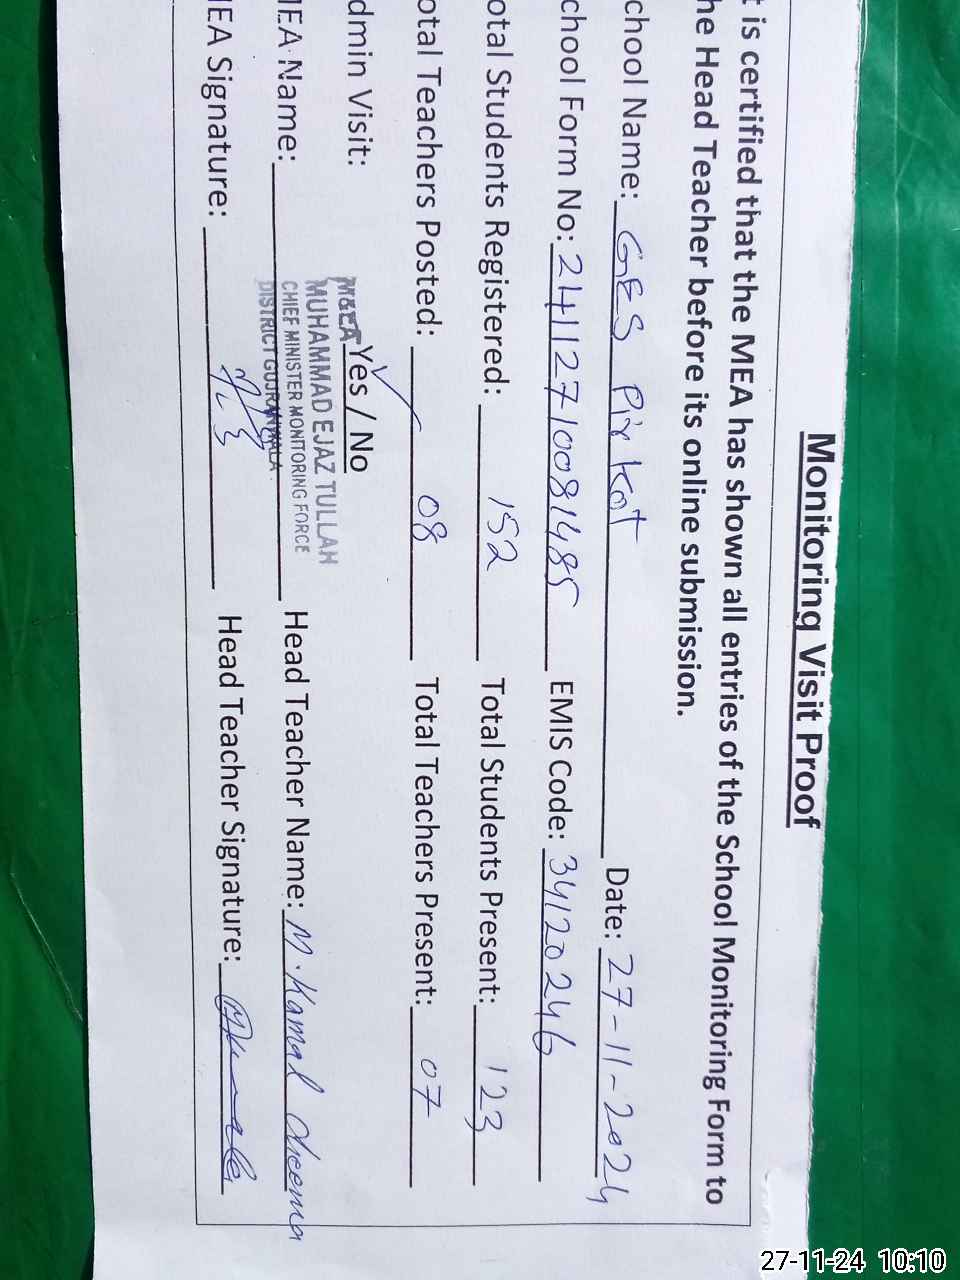 Monitoring Visit Proof
t is certified that the MEA has shown all entries of the School Monitoring Form to
he Head Teacher before its online submission.
chool Name: GES Pir Kot Date: 27-11-2024
chool Form No: 24112710081485 EMIS Code: 34120246
otal Students Registered: 152 Total Students Present: 123
otal Teachers Posted: 08 Total Teachers Present: 07
dmin Visit: Yes / No
M&EA
MUHAMMAD EJAZ TULLAH
CHIEF MINISTER MONITORING FORCE
DISTRICT GUJRANWALA.
IEA Name: Head Teacher Name: M. Kamal Cheema
IEA Signature: Head Teacher Signature:
27-11-24 10:10